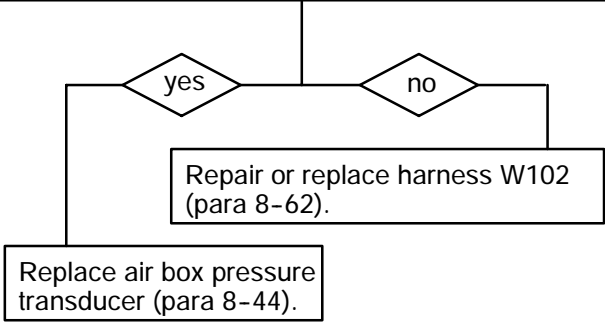 yes
no
Repair or replace harness W102
(para 8-62).
Replace air box pressure
transducer (para 8-44).